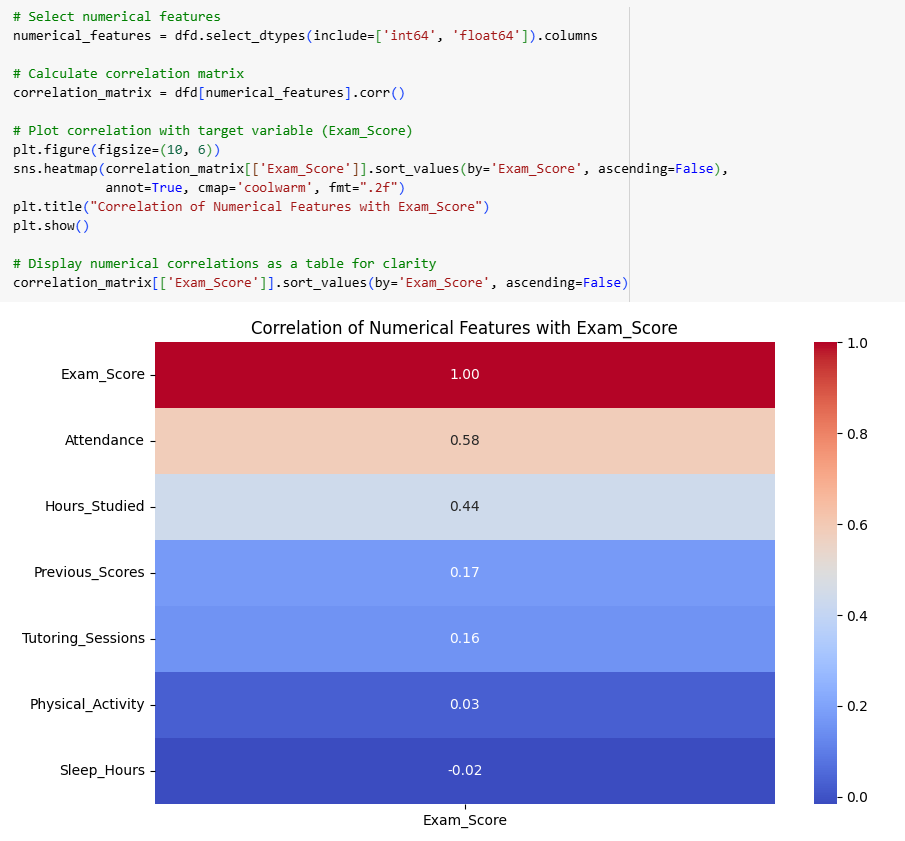 # Select numerical features
numerical_features = dfd.select_dtypes(include=['int64', 'float64']).columns
# Calculate correlation matrix
correlation_matrix = dfd[numerical_features].corr()
# Plot correlation with target variable (Exam_Score)
plt.figure(figsize=(10, 6))
sns.heatmap(correlation_matrix[['Exam_Score']].sort_values(by='Exam_Score', ascending=False),
            annot=True, cmap='coolwarm', fmt=".2f")
plt.title("Correlation of Numerical Features with Exam_Score")
plt.show()
# Display numerical correlations as a table for clarity
correlation_matrix[['Exam_Score']].sort_values(by='Exam_Score', ascending=False)
Correlation of Numerical Features with Exam_Score
Exam_Score 1.00
Attendance 0.58
Hours_Studied 0.44
Previous_Scores 0.17
Tutoring_Sessions 0.16
Physical_Activity 0.03
Sleep_Hours -0.02
Exam_Score
1.0
0.8
0.6
0.4
0.2
0.0